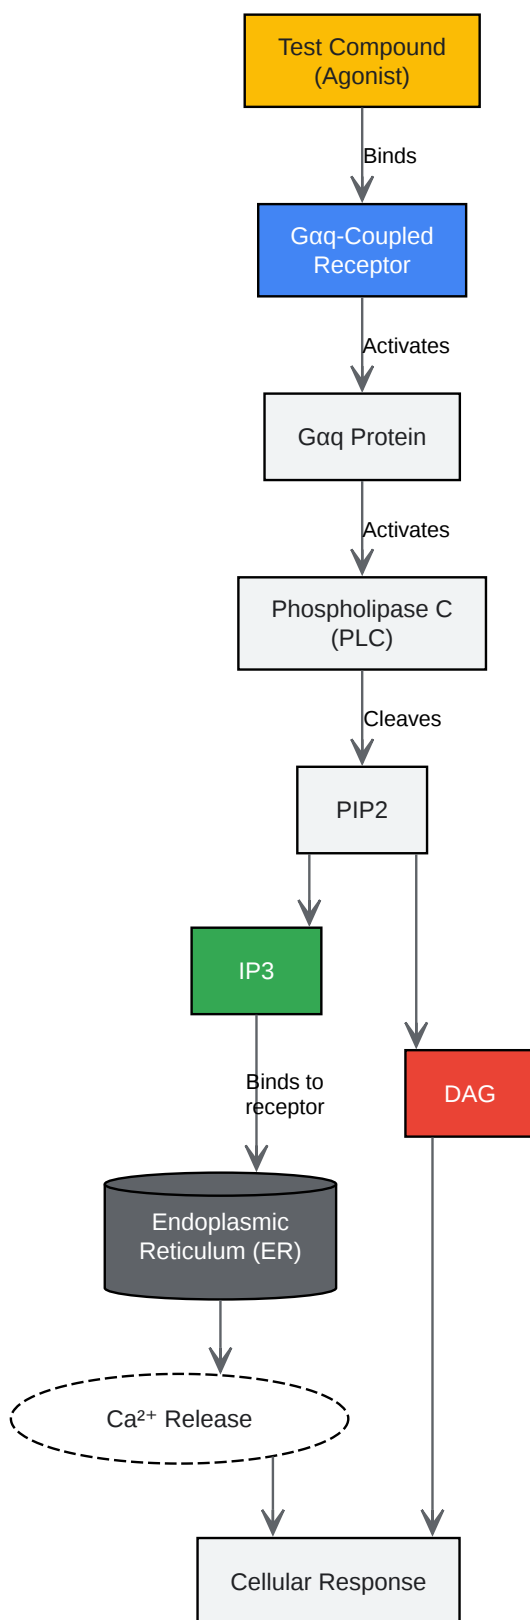 Test Compound
(Agonist)
Binds
Gαq-Coupled
Receptor
Activates
Gαq Protein
Activates
Phospholipase C
(PLC)
Cleaves
PIP2
IP3
Binds to
receptor
DAG
Endoplasmic
Reticulum (ER)
Ca²⁺ Release
Cellular Response